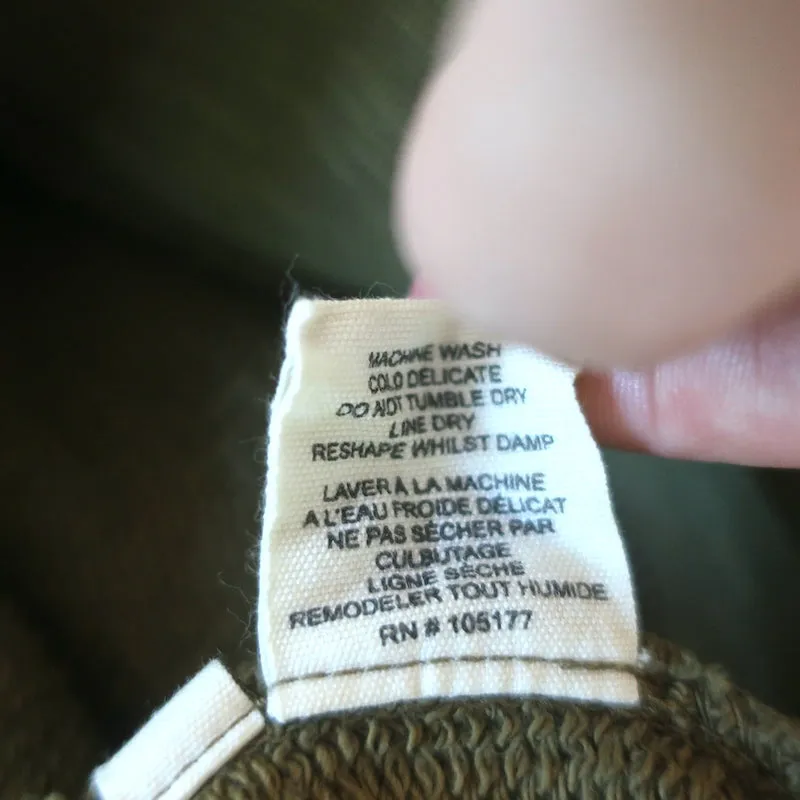 MACHINE WASH
COLD DELICATE
DO NOT TUMBLE DRY
LINE DRY
RESHAPE WHILST DAMP
LAVER À LA MACHINE
A L'EAU FROIDE DÉLICAT
NE PAS SÉCHER PAR
CULBUTAGE
LIGNE SÈCHE
REMODELER TOUT HUMIDE
RN # 105177